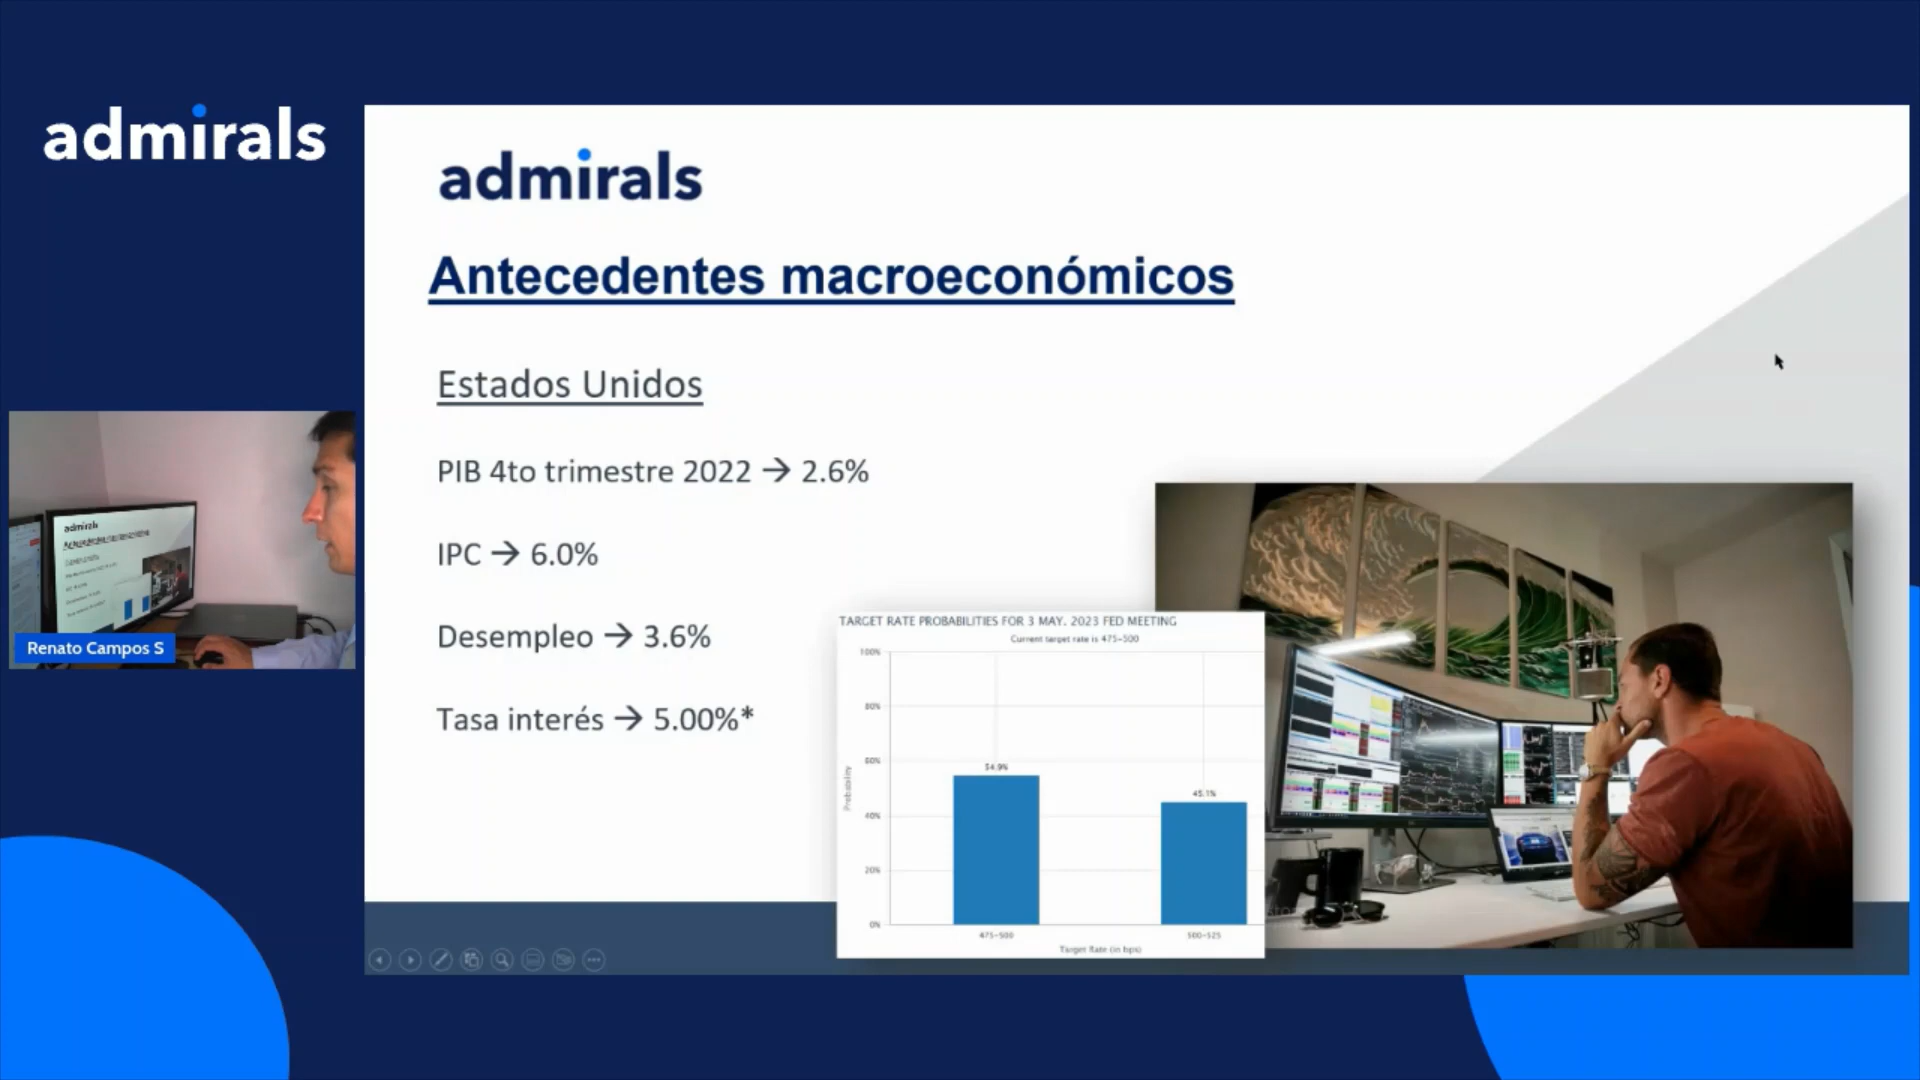 admirals
admirals
Antecedentes macroeconómicos
Estados Unidos
PIB 4to trimestre 2022 → 2.6%
IPC → 6.0%
Desempleo → 3.6%
Tasa interés → 5.00%*
Renato Campos S
TARGET RATE PROBABILITIES FOR 3 MAY. 2023 FED MEETING
Current target rate is 475-500
100%
80%
60%
40%
20%
0%
Probability
54.9%
45.1%
475-500
500-525
Target Rate (in bps)
admirals